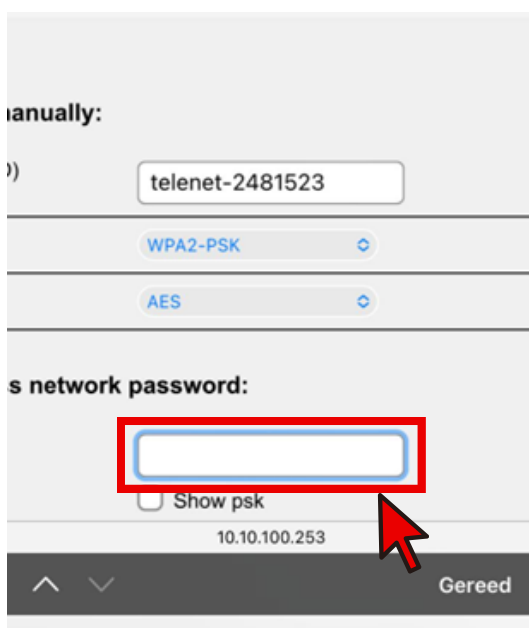 anually:
telenet-2481523
WPA2-PSK
AES
s network password:
Show psk
10.10.100.253
Gereed